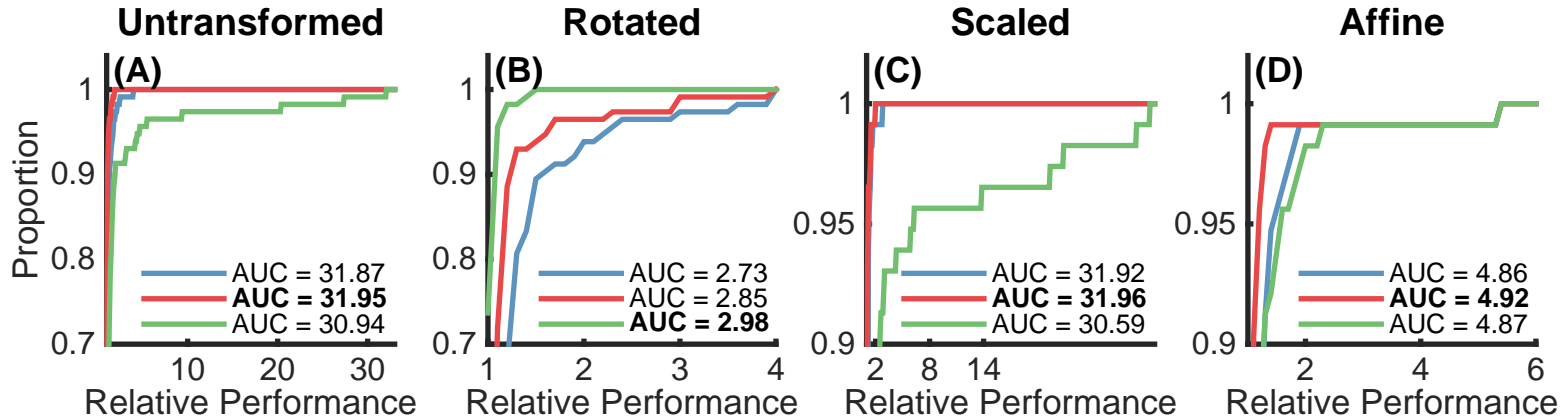 Untransformed
(A)
1
0.9
0.8
0.7
Proportion
AUC = 31.87
AUC = 31.95
AUC = 30.94
10 20 30
Relative Performance
Rotated
(B)
1
0.9
0.8
0.7
AUC = 2.73
AUC = 2.85
AUC = 2.98
1 2 3 4
Relative Performance
Scaled
(C)
1
0.95
0.9
AUC = 31.92
AUC = 31.96
AUC = 30.59
2 8 14
Relative Performance
Affine
(D)
1
0.95
0.9
AUC = 4.86
AUC = 4.92
AUC = 4.87
2 4 6
Relative Performance